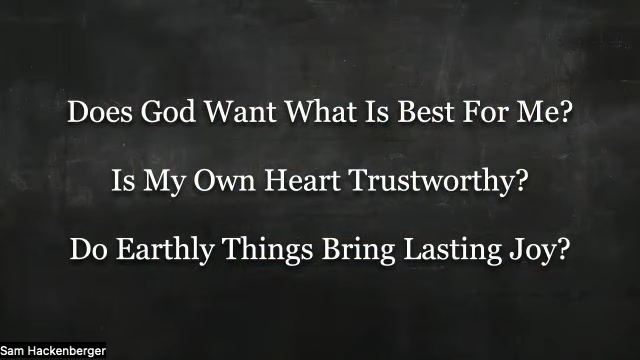 Does God Want What Is Best For Me?
Is My Own Heart Trustworthy?
Do Earthly Things Bring Lasting Joy?
Sam Hackenberger